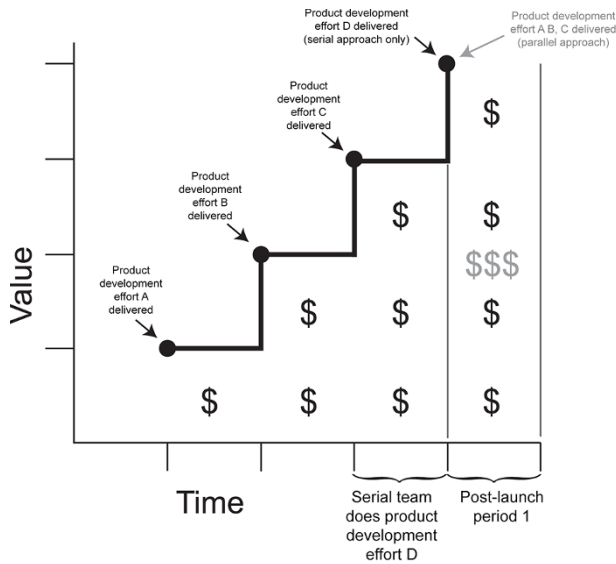 Product development
effort D delivered
(serial approach only)
Product development
effort A B, C delivered
(parallel approach)
Product
development
effort C
delivered
Product
development
effort B
delivered
Product
development
effort A
delivered
Value
$
$
$
$$$
$
$
$
$
$
$
$
Time
Serial team
does product
development
effort D
Post-launch
period 1